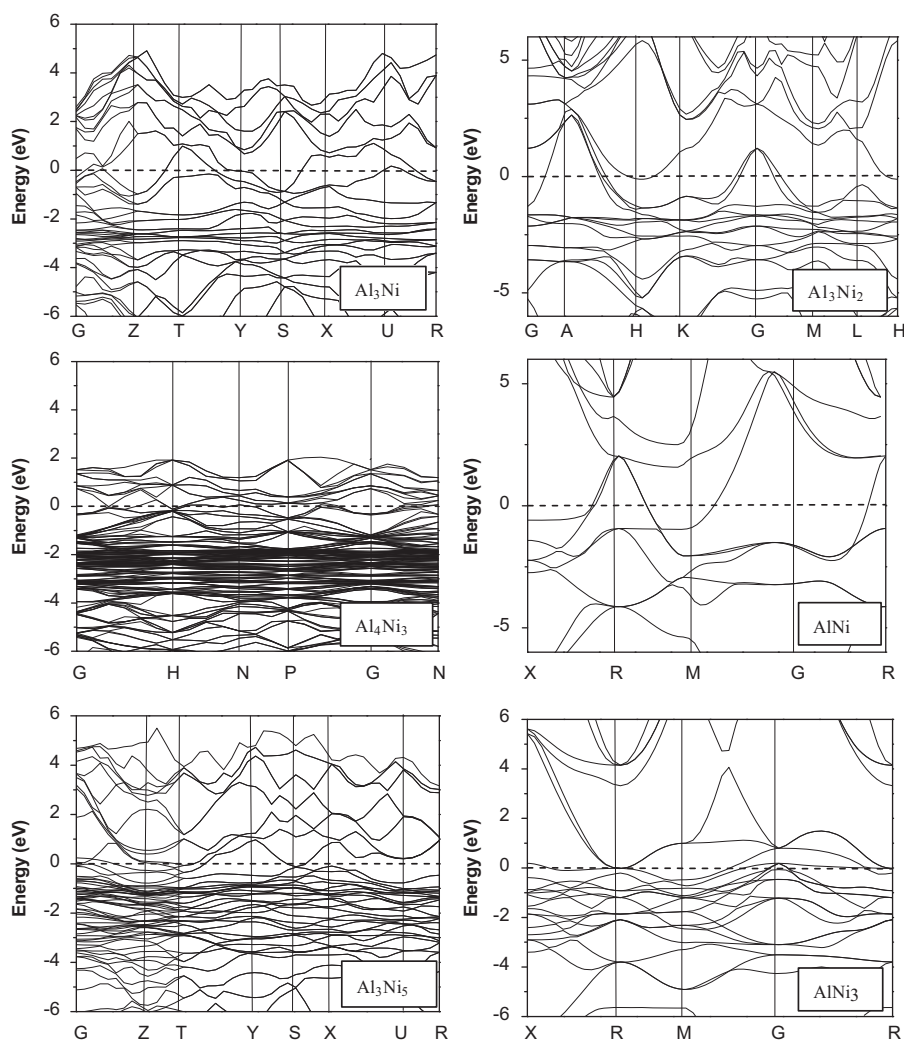 6
4
2
0
-2
-4
-6
Energy (eV)
Al₃Ni
G Z T Y S X U R
5
0
-5
Energy (eV)
Al₃Ni₂
G A H K G M L H
6
4
2
0
-2
-4
-6
Energy (eV)
Al₄Ni₃
G H N P G N
5
0
-5
Energy (eV)
AlNi
X R M G R
6
4
2
0
-2
-4
-6
Energy (eV)
Al₃Ni₅
G Z T Y S X U R
6
4
2
0
-2
-4
-6
Energy (eV)
AlNi₃
X R M G R